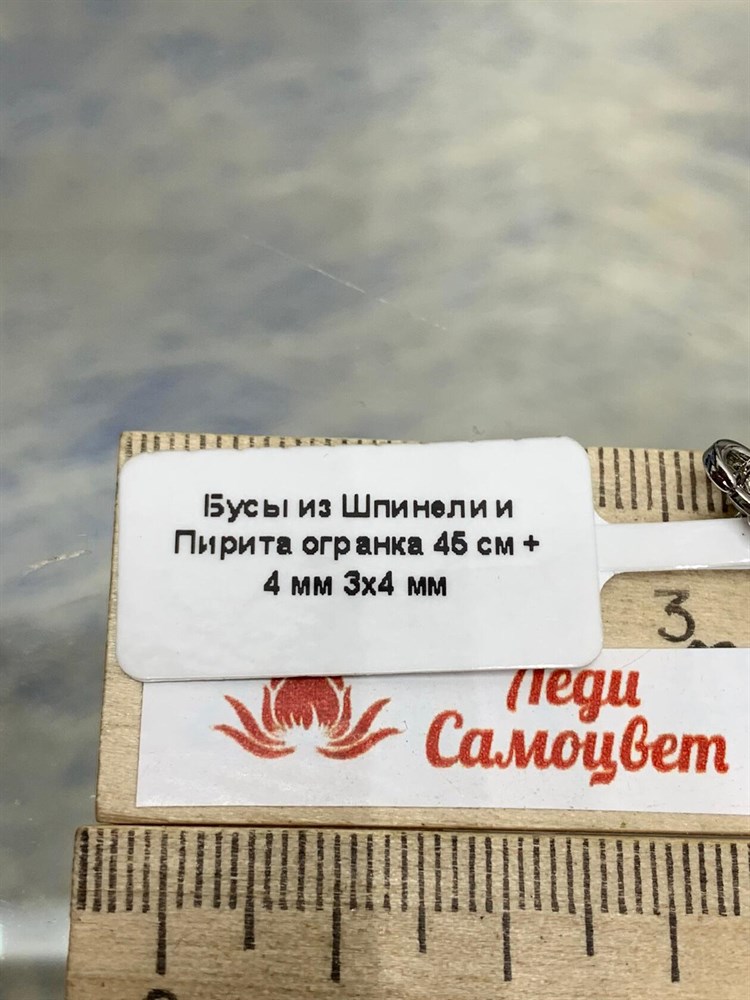 Бусы из Шпинели и
Пирита огранка 45 см +
4 мм 3х4 мм
3
Леди
Самоцвет